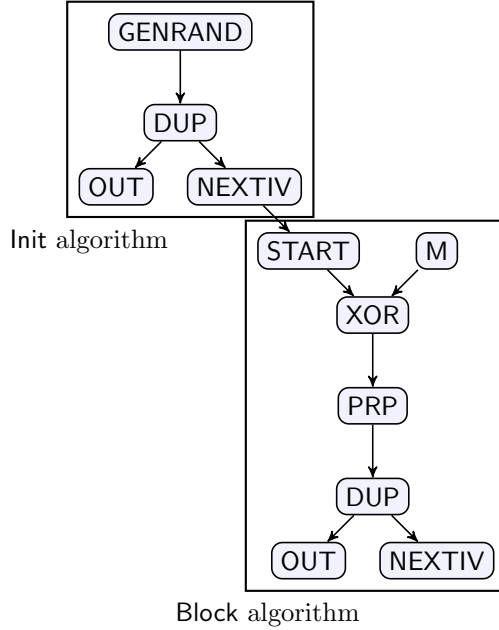 GENRAND
DUP
OUT NEXTIV
Init algorithm
START M
XOR
PRP
DUP
OUT NEXTIV
Block algorithm